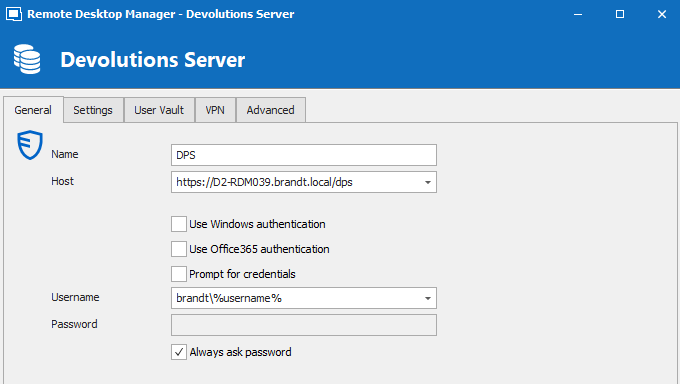 Remote Desktop Manager - Devolutions Server
Devolutions Server
General Settings User Vault VPN Advanced
Name DPS
Host https://D2-RDM039.brandt.local/dps
Use Windows authentication
Use Office365 authentication
Prompt for credentials
Username brandt\%username%
Password
Always ask password